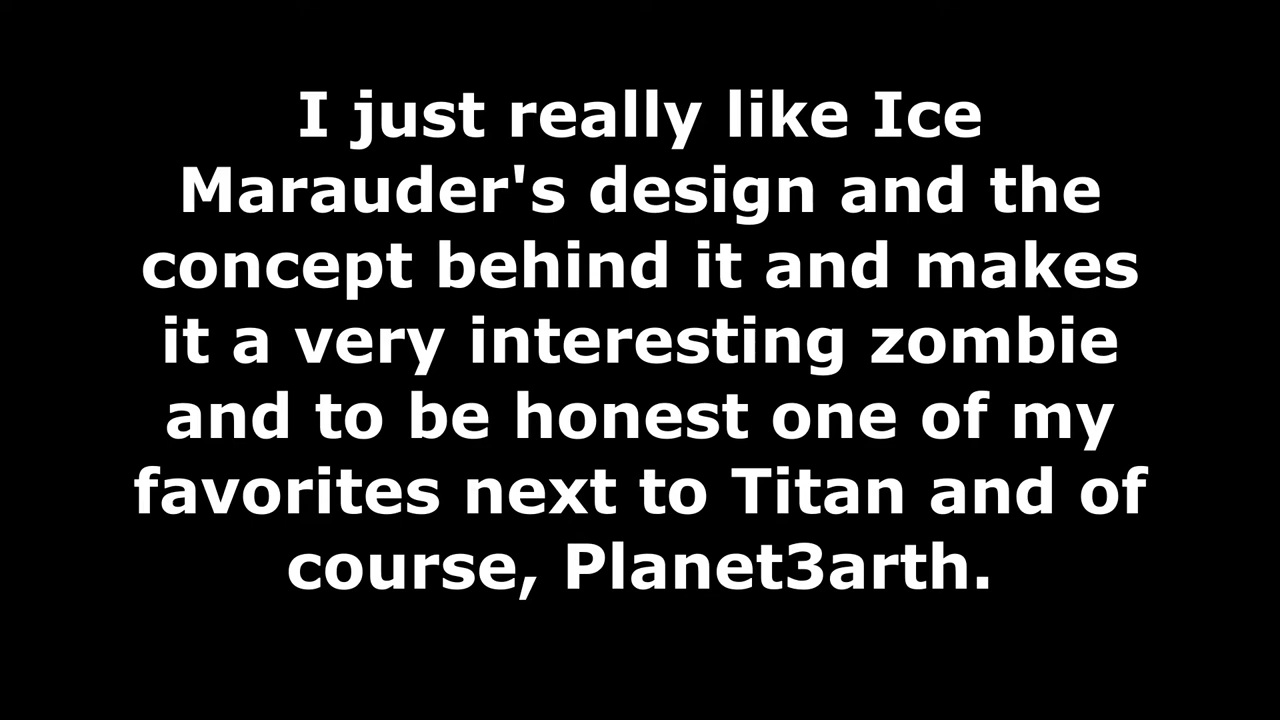 I just really like Ice
Marauder's design and the
concept behind it and makes
it a very interesting zombie
and to be honest one of my
favorites next to Titan and of
course, Planet3arth.